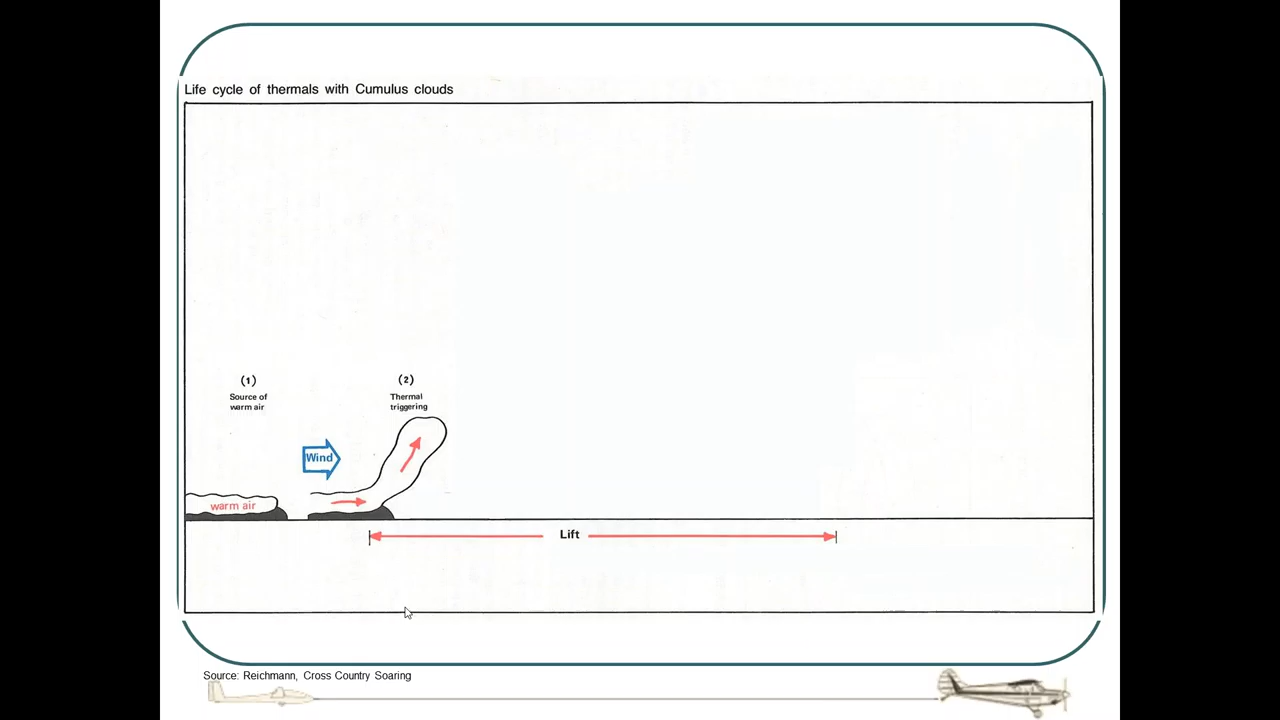 Life cycle of thermals with Cumulus clouds
(1)
Source of
warm air
(2)
Thermal
triggering
Wind
warm air
Lift
Source: Reichmann, Cross Country Soaring